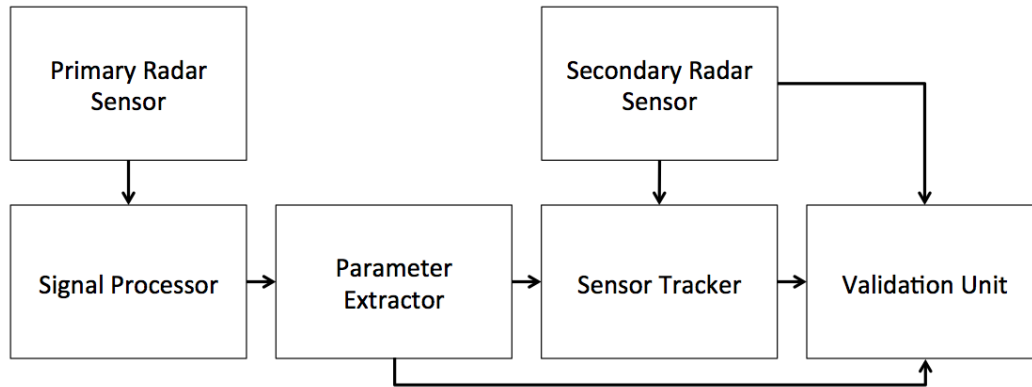 Primary Radar
Sensor
Secondary Radar
Sensor
Signal Processor
Parameter
Extractor
Sensor Tracker
Validation Unit